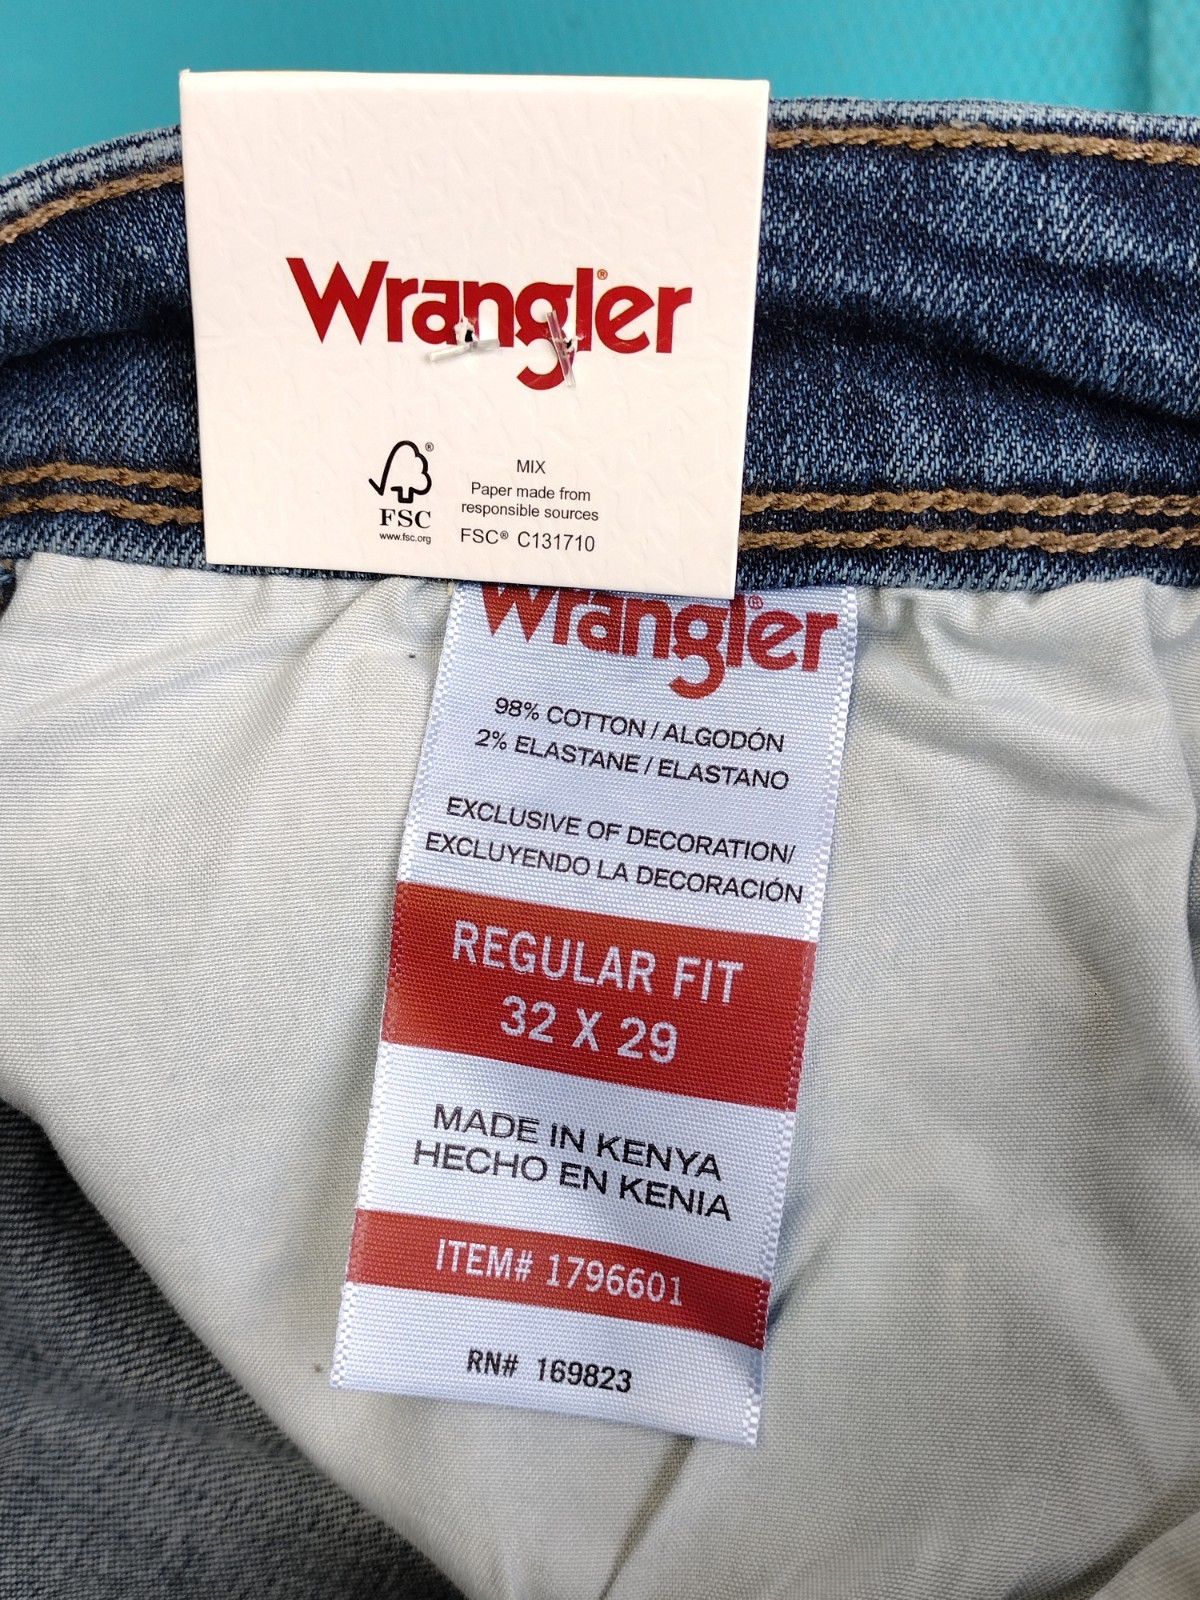 Wrangler®
MIX
Paper made from
responsible sources
FSC® C131710
®
FSC
www.fsc.org
Wrangler®
98% COTTON / ALGODÓN
2% ELASTANE / ELASTANO
EXCLUSIVE OF DECORATION/
EXCLUYENDO LA DECORACIÓN
REGULAR FIT
32 X 29
MADE IN KENYA
HECHO EN KENIA
ITEM# 1796601
RN# 169823